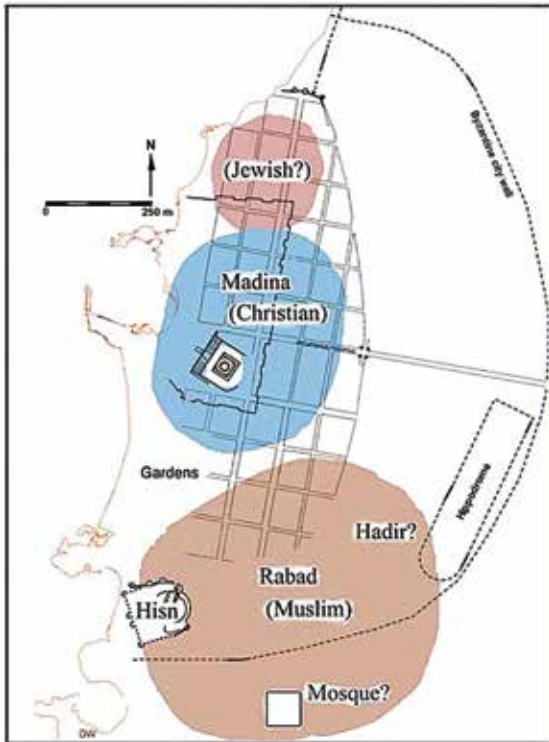 Byzantine city wall
(Jewish?)
N
0 250 m
Madina
(Christian)
Gardens
Hippodrome
Hadir?
Rabad
(Muslim)
Hisn
Mosque?
DW